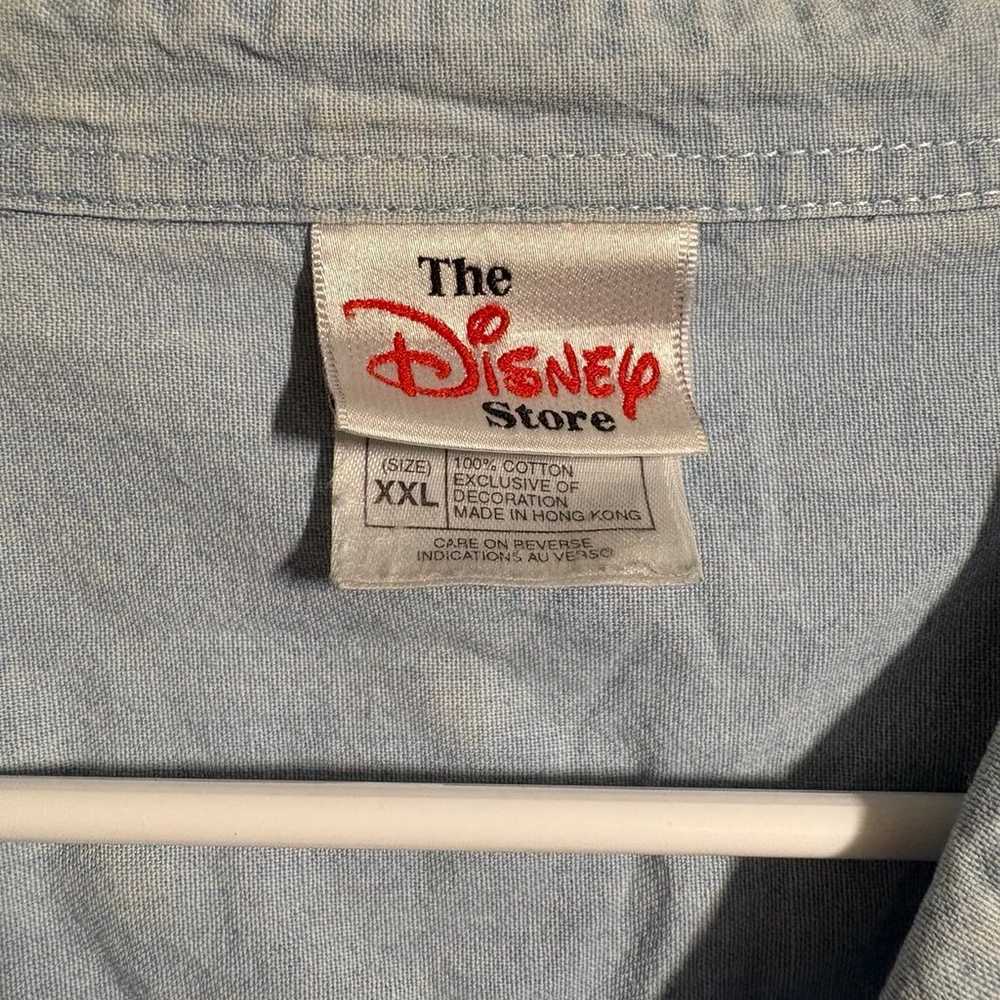 The
Disney
Store
(SIZE)
XXL
100% COTTON
EXCLUSIVE OF
DECORATION
MADE IN HONG KONG
CARE ON REVERSE
INDICATIONS AU VERSO